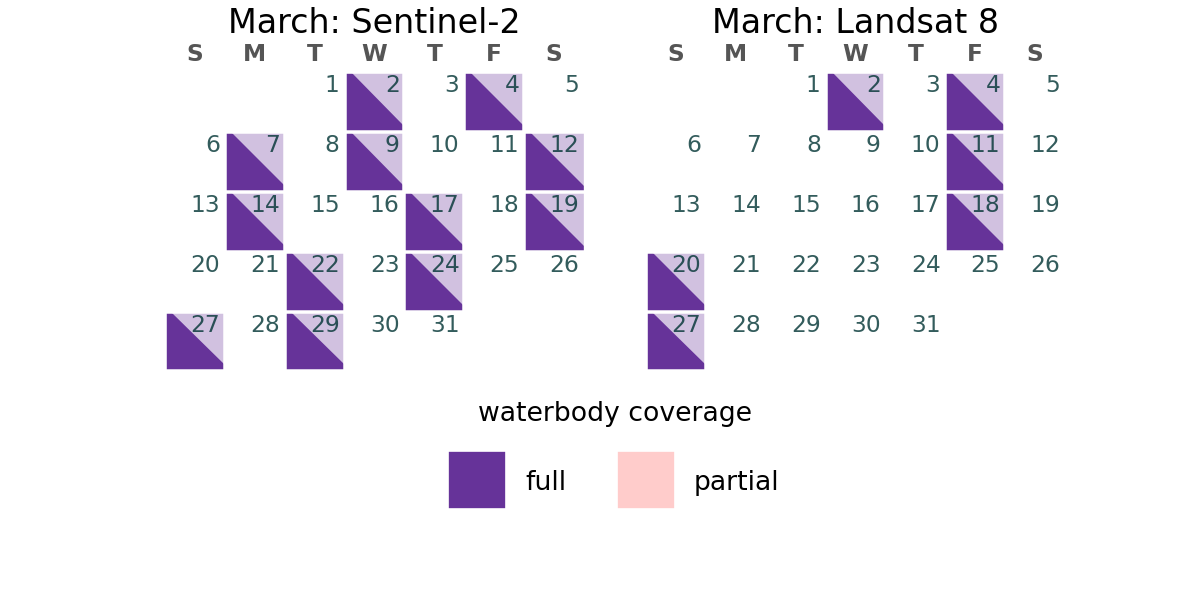 March: Sentinel-2
S M T W T F S
1 2 3 4 5
6 7 8 9 10 11 12
13 14 15 16 17 18 19
20 21 22 23 24 25 26
27 28 29 30 31
March: Landsat 8
S M T W T F S
1 2 3 4 5
6 7 8 9 10 11 12
13 14 15 16 17 18 19
20 21 22 23 24 25 26
27 28 29 30 31
waterbody coverage
full
partial